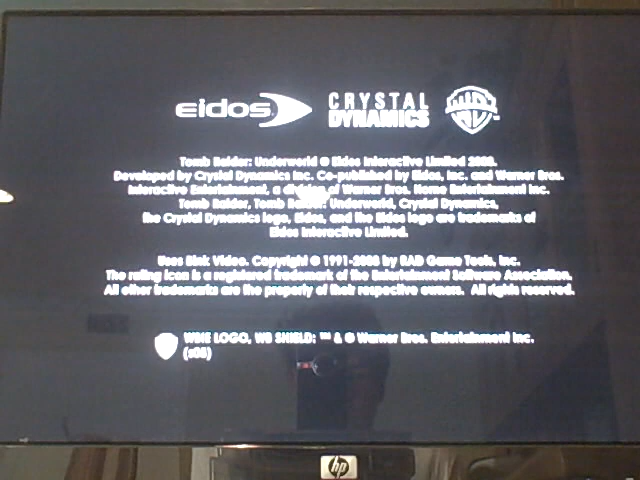 eidos CRYSTAL DYNAMICS WB ™
Tomb Raider: Underworld © Eidos Interactive Limited 2008.
Developed by Crystal Dynamics Inc. Co-published by Eidos, Inc. and Warner Bros.
Interactive Entertainment, a division of Warner Bros. Home Entertainment Inc.
Tomb Raider, Tomb Raider: Underworld, Crystal Dynamics,
the Crystal Dynamics logo, Eidos, and the Eidos logo are trademarks of
Eidos Interactive Limited.
Uses Bink Video. Copyright © 1991-2008 by RAD Game Tools, Inc.
The rating icon is a registered trademark of the Entertainment Software Association.
All other trademarks are the property of their respective owners. All rights reserved.
WBIE LOGO, WB SHIELD: ™ & © Warner Bros. Entertainment Inc.
(s08)
hp